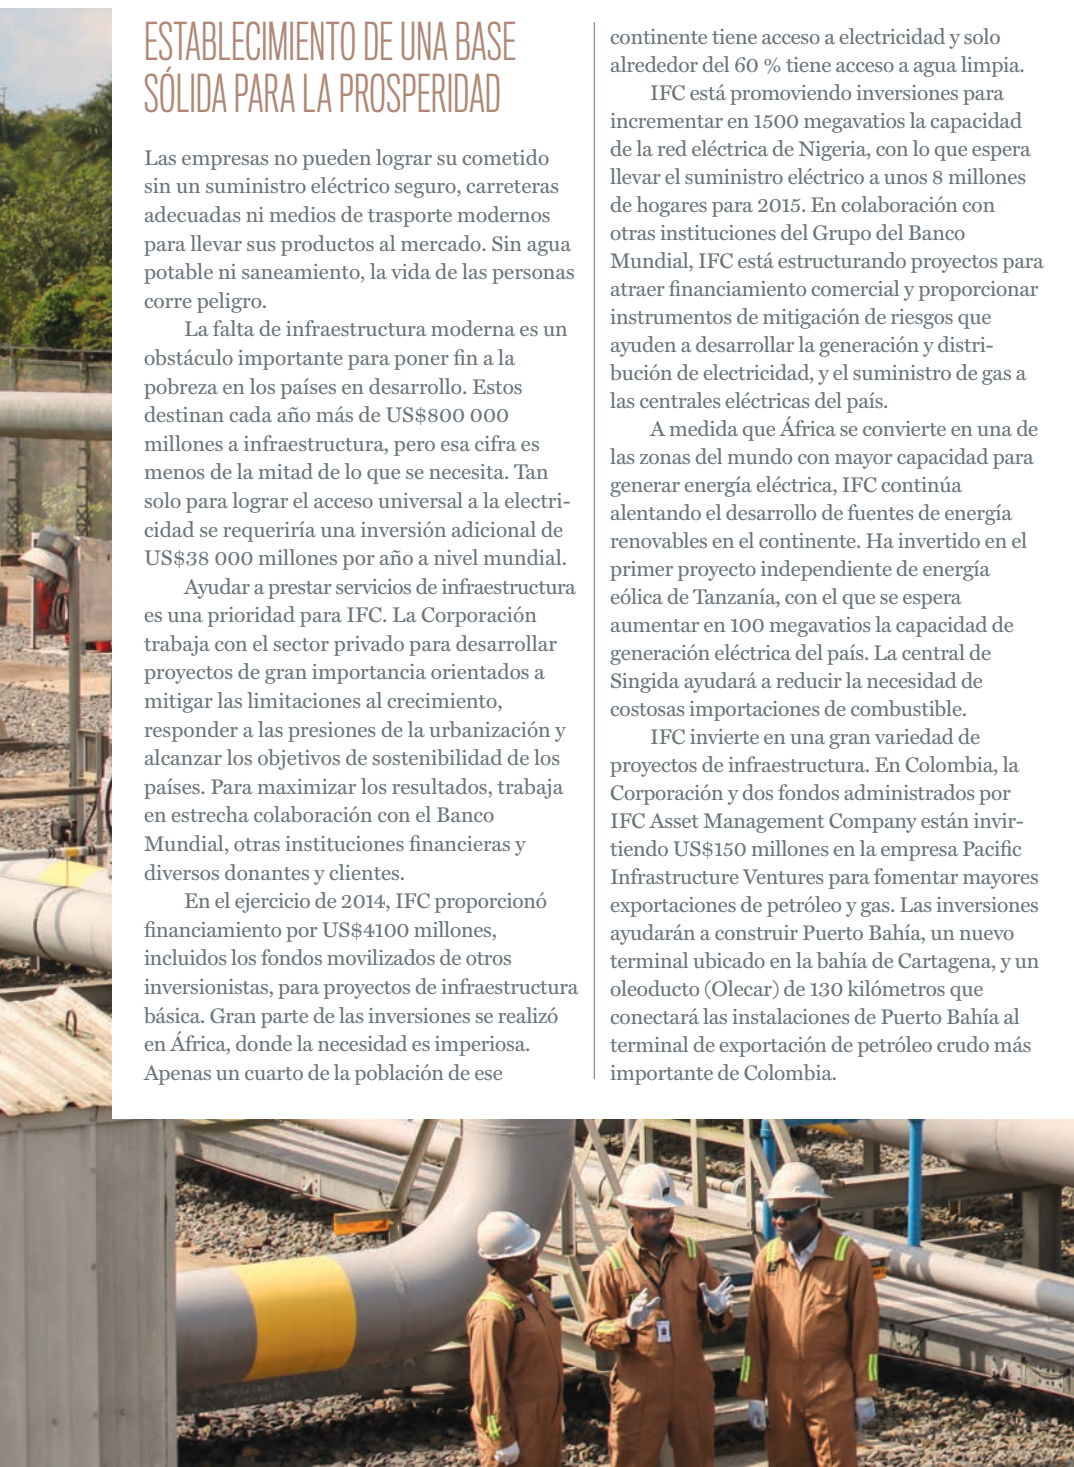 ESTABLECIMIENTO DE UNA BASE
SÓLIDA PARA LA PROSPERIDAD
Las empresas no pueden lograr su cometido
sin un suministro eléctrico seguro, carreteras
adecuadas ni medios de trasporte modernos
para llevar sus productos al mercado. Sin agua
potable ni saneamiento, la vida de las personas
corre peligro.
La falta de infraestructura moderna es un
obstáculo importante para poner fin a la
pobreza en los países en desarrollo. Estos
destinan cada año más de US$800 000
millones a infraestructura, pero esa cifra es
menos de la mitad de lo que se necesita. Tan
solo para lograr el acceso universal a la electri-
cidad se requeriría una inversión adicional de
US$38 000 millones por año a nivel mundial.
Ayudar a prestar servicios de infraestructura
es una prioridad para IFC. La Corporación
trabaja con el sector privado para desarrollar
proyectos de gran importancia orientados a
mitigar las limitaciones al crecimiento,
responder a las presiones de la urbanización y
alcanzar los objetivos de sostenibilidad de los
países. Para maximizar los resultados, trabaja
en estrecha colaboración con el Banco
Mundial, otras instituciones financieras y
diversos donantes y clientes.
En el ejercicio de 2014, IFC proporcionó
financiamiento por US$4100 millones,
incluidos los fondos movilizados de otros
inversionistas, para proyectos de infraestructura
básica. Gran parte de las inversiones se realizó
en África, donde la necesidad es imperiosa.
Apenas un cuarto de la población de ese
continente tiene acceso a electricidad y solo
alrededor del 60 % tiene acceso a agua limpia.
IFC está promoviendo inversiones para
incrementar en 1500 megavatios la capacidad
de la red eléctrica de Nigeria, con lo que espera
llevar el suministro eléctrico a unos 8 millones
de hogares para 2015. En colaboración con
otras instituciones del Grupo del Banco
Mundial, IFC está estructurando proyectos para
atraer financiamiento comercial y proporcionar
instrumentos de mitigación de riesgos que
ayuden a desarrollar la generación y distri-
bución de electricidad, y el suministro de gas a
las centrales eléctricas del país.
A medida que África se convierte en una de
las zonas del mundo con mayor capacidad para
generar energía eléctrica, IFC continúa
alentando el desarrollo de fuentes de energía
renovables en el continente. Ha invertido en el
primer proyecto independiente de energía
eólica de Tanzanía, con el que se espera
aumentar en 100 megavatios la capacidad de
generación eléctrica del país. La central de
Singida ayudará a reducir la necesidad de
costosas importaciones de combustible.
IFC invierte en una gran variedad de
proyectos de infraestructura. En Colombia, la
Corporación y dos fondos administrados por
IFC Asset Management Company están invir-
tiendo US$150 millones en la empresa Pacific
Infrastructure Ventures para fomentar mayores
exportaciones de petróleo y gas. Las inversiones
ayudarán a construir Puerto Bahía, un nuevo
terminal ubicado en la bahía de Cartagena, y un
oleoducto (Olecar) de 130 kilómetros que
conectará las instalaciones de Puerto Bahía al
terminal de exportación de petróleo crudo más
importante de Colombia.